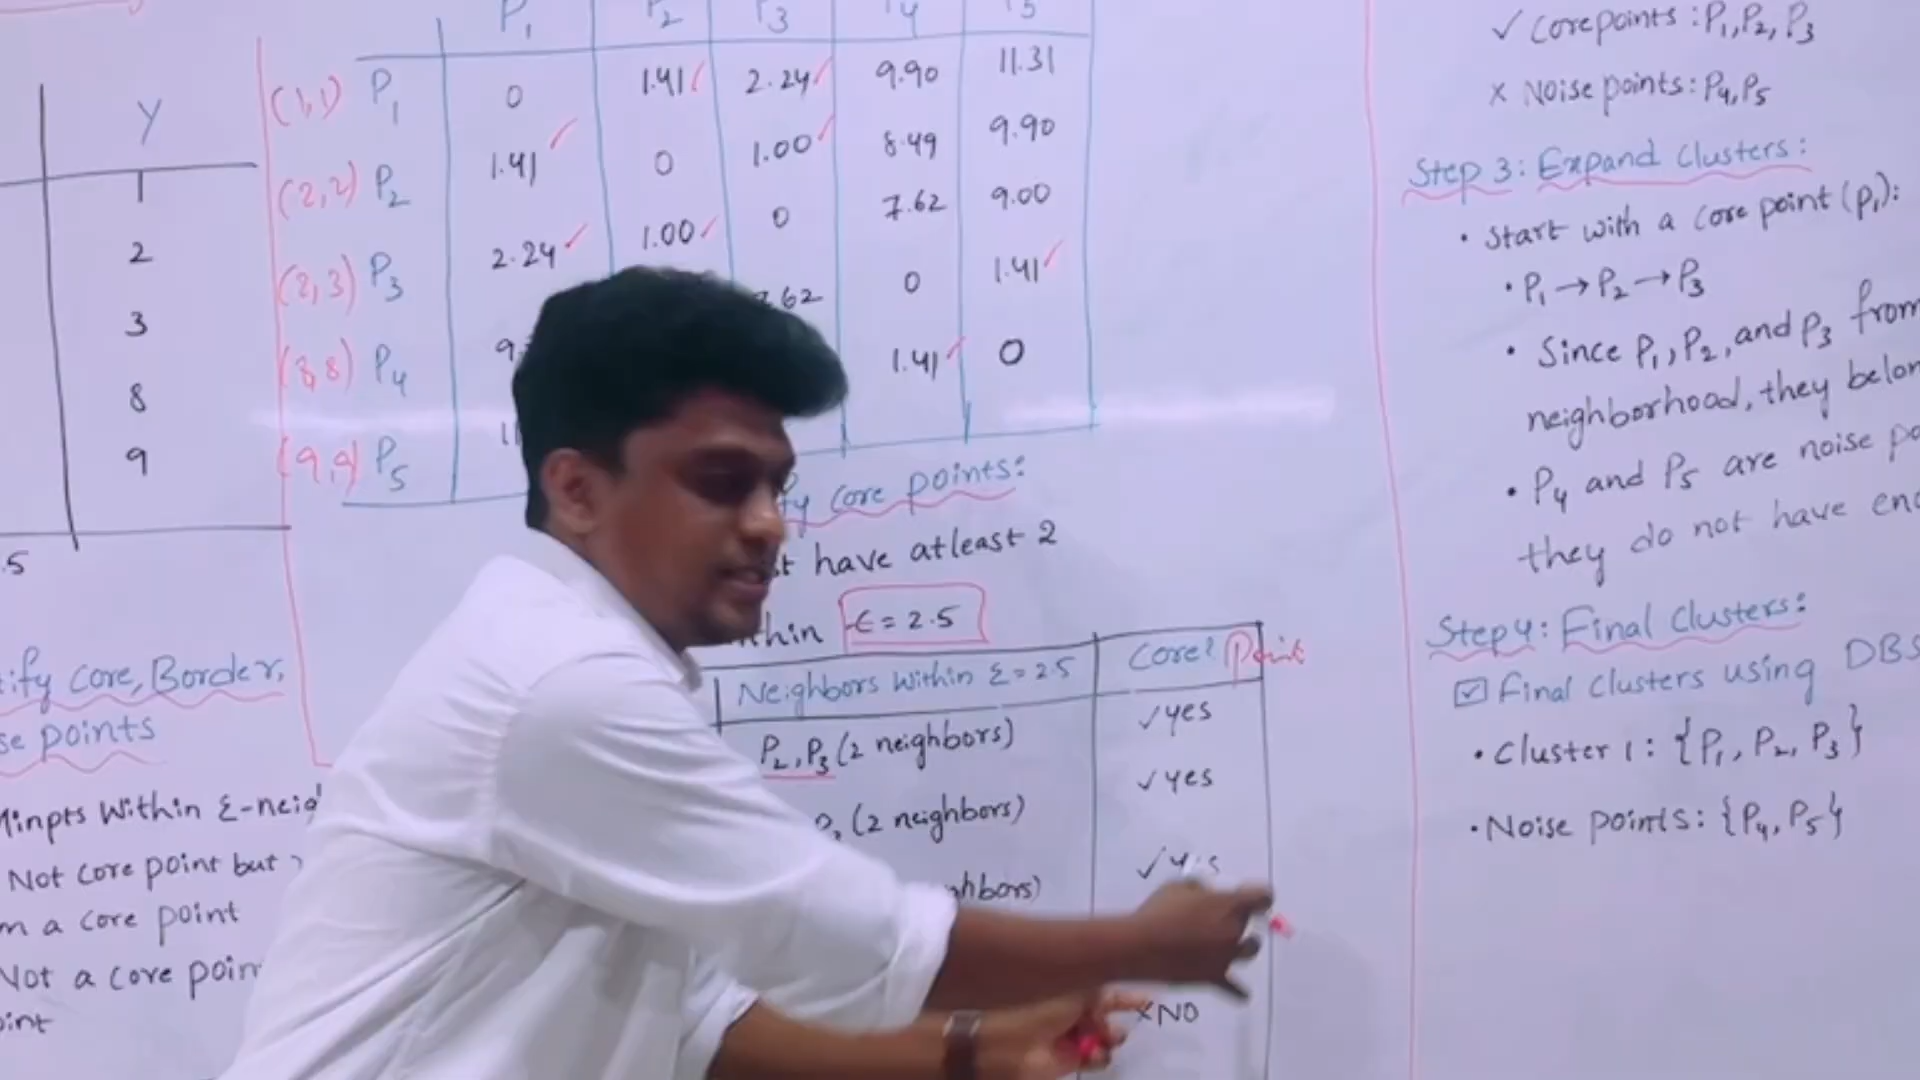 Y
1
2
3
8
9
.5
tify core, Border,
se points
Minpts Within ε-neig
Not core point but
m a core point
Not a core poin
oint
P1 P2 P3 P4 P5
(1,1) P1 0 1.41 2.24 9.90 11.31
(2,2) P2 1.41 0 1.00 8.49 9.90
(2,3) P3 2.24 1.00 0 7.62 9.00
(8,8) P4 9. 7.62 0 1.41
(9,9) P5 11 1.41 0
fy core points:
st have atleast 2
thin ε = 2.5
Neighbors Within ε = 2.5 Core? Point
P2, P3 (2 neighbors) ✓ yes
(2 neighbors) ✓ yes
ghbors) ✓ yes
× NO
✓ Core points : P1, P2, P3
× Noise points : P4, P5
Step 3: Expand clusters:
• Start with a core point (P1):
• P1 → P2 → P3
• Since P1, P2, and P3 from
neighborhood, they belon
• P4 and P5 are noise po
they do not have eno
Step 4: Final Clusters:
☑ Final clusters using DBS
• Cluster 1 : {P1, P2, P3}
• Noise points : {P4, P5}